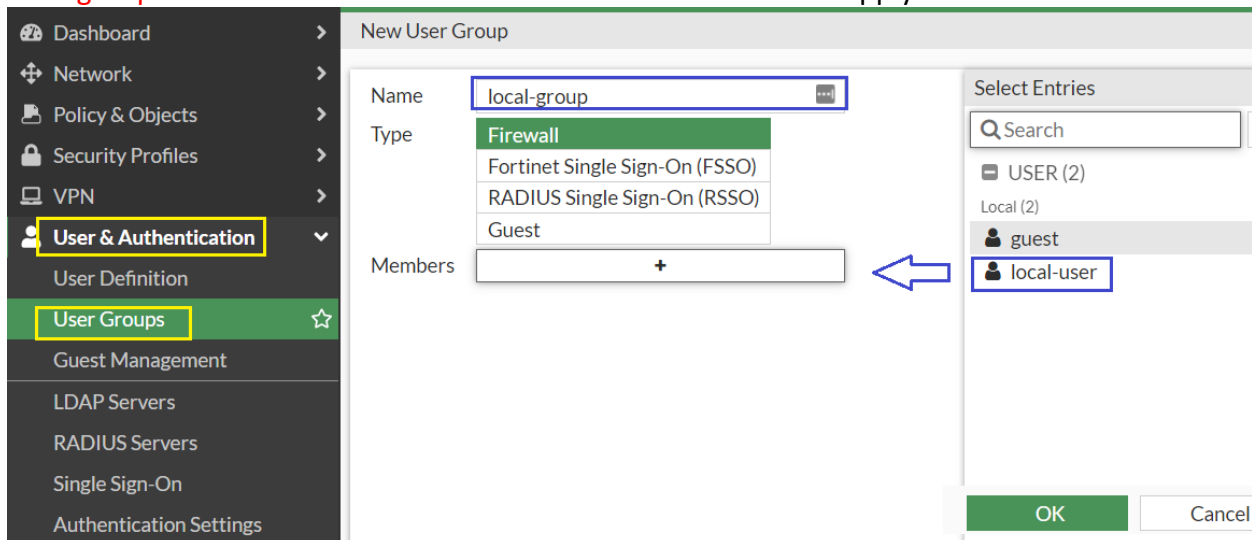 Dashboard
Network
Policy & Objects
Security Profiles
VPN
User & Authentication
User Definition
User Groups
Guest Management
LDAP Servers
RADIUS Servers
Single Sign-On
Authentication Settings
New User Group
Name local-group
Type Firewall
Fortinet Single Sign-On (FSSO)
RADIUS Single Sign-On (RSSO)
Guest
Members +
Select Entries
Search
USER (2)
Local (2)
guest
local-user
OK Cancel